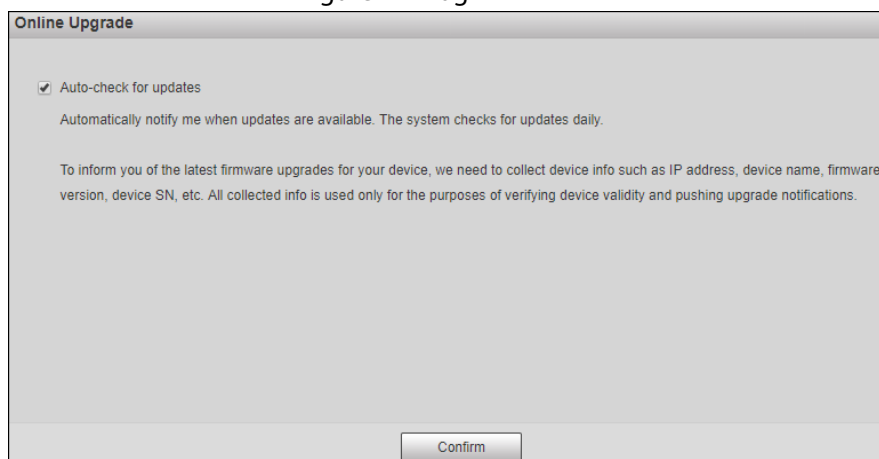 Online Upgrade
Auto-check for updates
Automatically notify me when updates are available. The system checks for updates daily.
To inform you of the latest firmware upgrades for your device, we need to collect device info such as IP address, device name, firmware
version, device SN, etc. All collected info is used only for the purposes of verifying device validity and pushing upgrade notifications.
Confirm